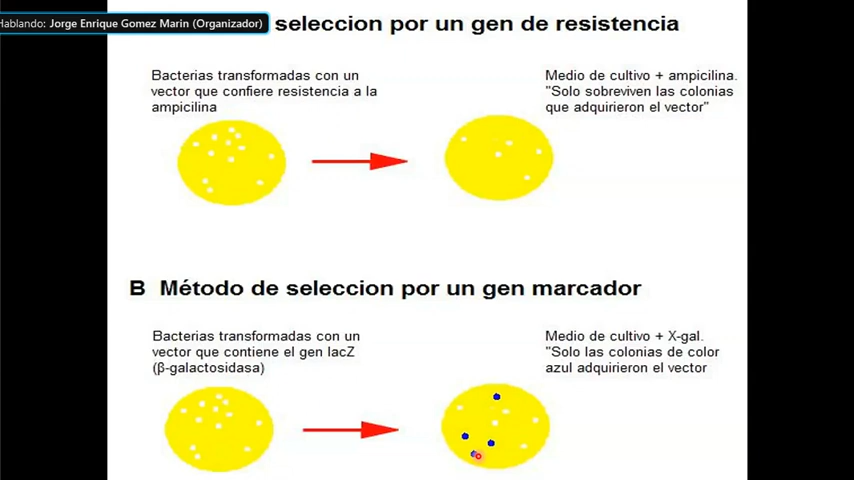 Hablando: Jorge Enrique Gomez Marin (Organizador)
seleccion por un gen de resistencia
Bacterias transformadas con un
vector que confiere resistencia a la
ampicilina
Medio de cultivo + ampicilina.
"Solo sobreviven las colonias
que adquirieron el vector"
B Método de seleccion por un gen marcador
Bacterias transformadas con un
vector que contiene el gen lacZ
(β-galactosidasa)
Medio de cultivo + X-gal.
"Solo las colonias de color
azul adquirieron el vector